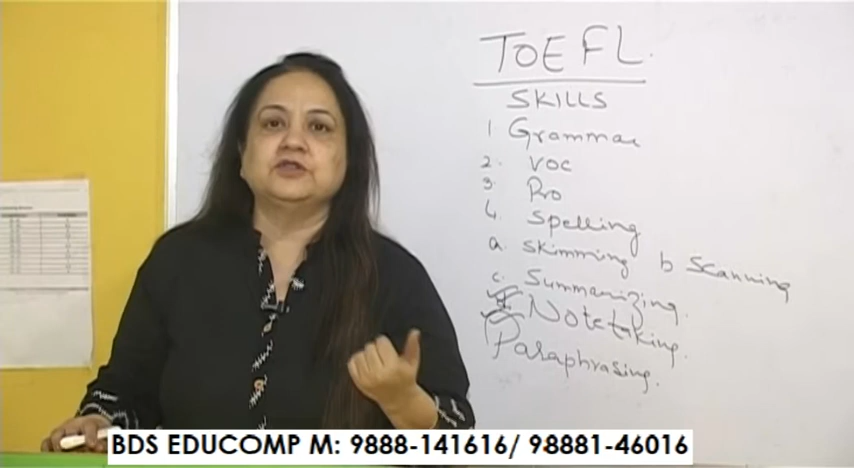 TOEFL.
SKILLS
1 Grammar
2. Voc
3. Pro
4. Spelling
a. Skimming b Scanning
c. Summarizing.
d. Notetaking.
Paraphrasing.
BDS EDUCOMP M: 9888-141616/ 98881-46016